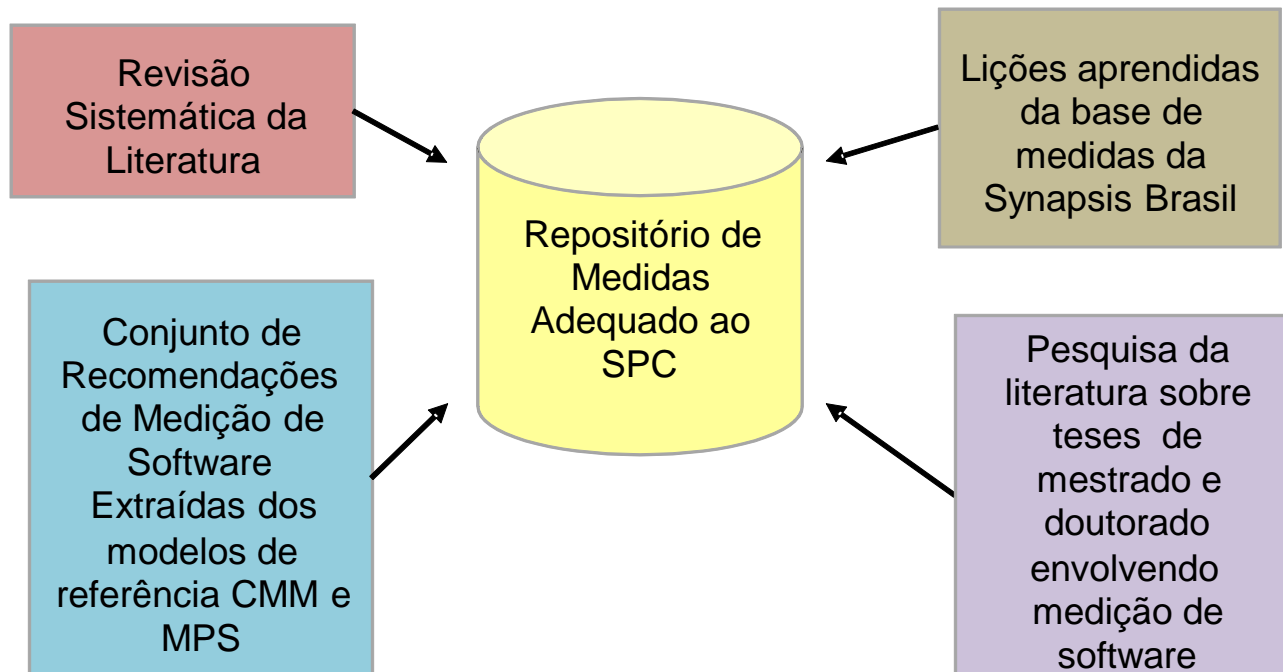 Revisão
Sistemática da
Literatura
Lições aprendidas
da base de
medidas da
Synapsis Brasil
Repositório de
Medidas
Adequado ao
SPC
Conjunto de
Recomendações
de Medição de
Software
Extraídas dos
modelos de
referência CMM e
MPS
Pesquisa da
literatura sobre
teses de
mestrado e
doutorado
envolvendo
medição de
software